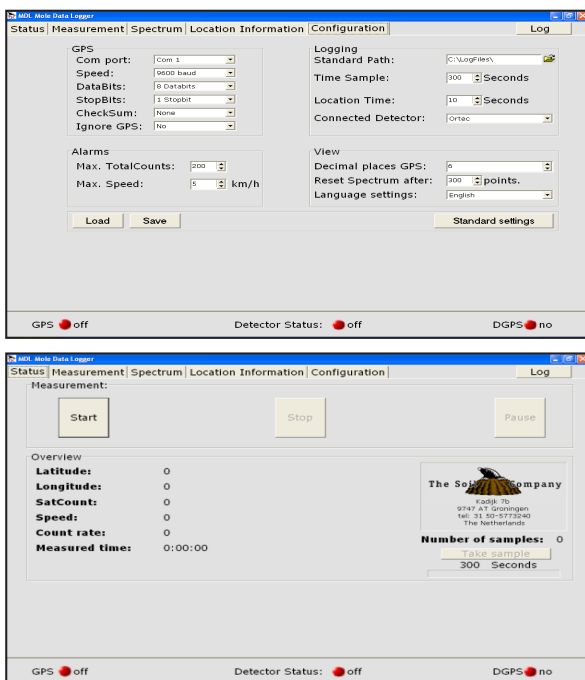 MDL Mole Data Logger
Status Measurement Spectrum Location Information Configuration Log
GPS
Com port: Com 1
Speed: 9600 baud
DataBits: 8 Databits
StopBits: 1 Stopbit
CheckSum: None
Ignore GPS: No
Logging
Standard Path: C:\LogFiles\
Time Sample: 300 Seconds
Location Time: 10 Seconds
Connected Detector: Ortec
Alarms
Max. TotalCounts: 200
Max. Speed: 5 km/h
View
Decimal places GPS: 6
Reset Spectrum after: 300 points.
Language settings: English
Load Save Standard settings
GPS off Detector Status: off DGPS no
MDL Mole Data Logger
Status Measurement Spectrum Location Information Configuration Log
Measurement:
Start Stop Pause
Overview
Latitude: 0
Longitude: 0
SatCount: 0
Speed: 0
Count rate: 0
Measured time: 0:00:00
The Soil Company
Kadijk 7b
9747 AT Groningen
tel: 31 50-5773240
The Netherlands
Number of samples: 0
Take sample
300 Seconds
GPS off Detector Status: off DGPS no